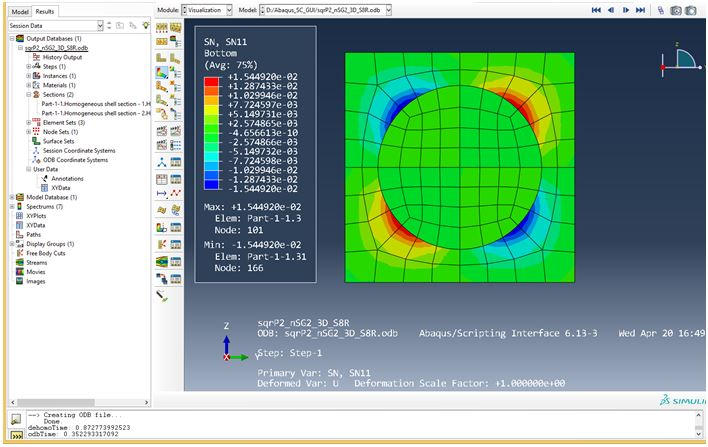 Model Results
Module: Visualization Model: D:/Abaqus_SC_GUI/sqrP2_nSG2_3D_S8R.odb
Session Data
Output Databases (1)
sqrP2_nSG2_3D_S8R.odb
History Output
Steps (1)
Instances (1)
Materials (1)
Sections (2)
Part-1-1.Homogeneous shell section - 1.H
Part-1-1.Homogeneous shell section - 2.H
Element Sets (3)
Node Sets (1)
Surface Sets
Session Coordinate Systems
ODB Coordinate Systems
User Data
Annotations
XYData
Model Database (1)
Spectrums (7)
XYPlots
XYData
Paths
Display Groups (1)
Free Body Cuts
Streams
Movies
Images
SN, SN11
Bottom
(Avg: 75%)
+1.544920e-02
+1.287433e-02
+1.029946e-02
+7.724597e-03
+5.149731e-03
+2.574865e-03
-4.656613e-10
-2.574866e-03
-5.149732e-03
-7.724598e-03
-1.029946e-02
-1.287433e-02
-1.544920e-02
Max: +1.544920e-02
Elem: Part-1-1.3
Node: 101
Min: -1.544920e-02
Elem: Part-1-1.31
Node: 166
Z
Z
Y
sqrP2_nSG2_3D_S8R
ODB: sqrP2_nSG2_3D_S8R.odb Abaqus/Scripting Interface 6.13-3 Wed Apr 20 16:49
Step: Step-1
Primary Var: SN, SN11
Deformed Var: U Deformation Scale Factor: +1.000000e+00
SIMULI
--> Creating ODB file...
Done.
dehomoTime: 0.872773992523
odbTime: 0.352293317092